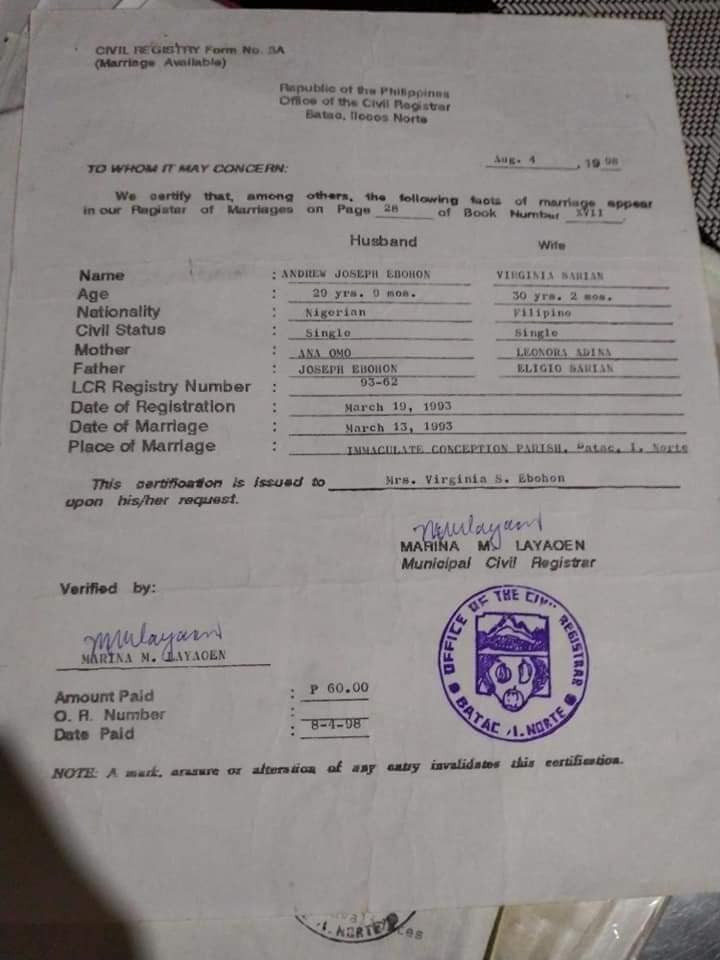 CIVIL REGISTRY Form No. 3A
(Marriage Available)
Republic of the Philippines
Office of the Civil Registrar
Batac, Ilocos Norte
Aug. 4, 1998
TO WHOM IT MAY CONCERN:
We certify that, among others, the following facts of marriage appear
in our Register of Marriages on Page 28 of Book Number XVII.
Husband Wife
Name : ANDREW JOSEPH EBOHON VIRGINIA SARIAN
Age : 29 yrs. 9 mos. 30 yrs. 2 mos.
Nationality : Nigerian Filipino
Civil Status : Single Single
Mother : ANA OMO LEONORA ADINA
Father : JOSEPH EBOHON ELIGIO SARIAN
LCR Registry Number : 93-62
Date of Registration : March 19, 1993
Date of Marriage : March 13, 1993
Place of Marriage : IMMACULATE CONCEPTION PARISH, Batac, I. Norte
This certification is issued to Mrs. Virginia S. Ebohon
upon his/her request.
MARINA M. LAYAOEN
Municipal Civil Registrar
Verified by:
MARINA M. LAYAOEN
OFFICE OF THE CIVIL REGISTRAR
BATAC, I. NORTE
Amount Paid : P 60.00
O. R. Number :
Date Paid : 8-4-98
NOTE: A mark, erasure or alteration of any entry invalidates this certification.
I. NORTE